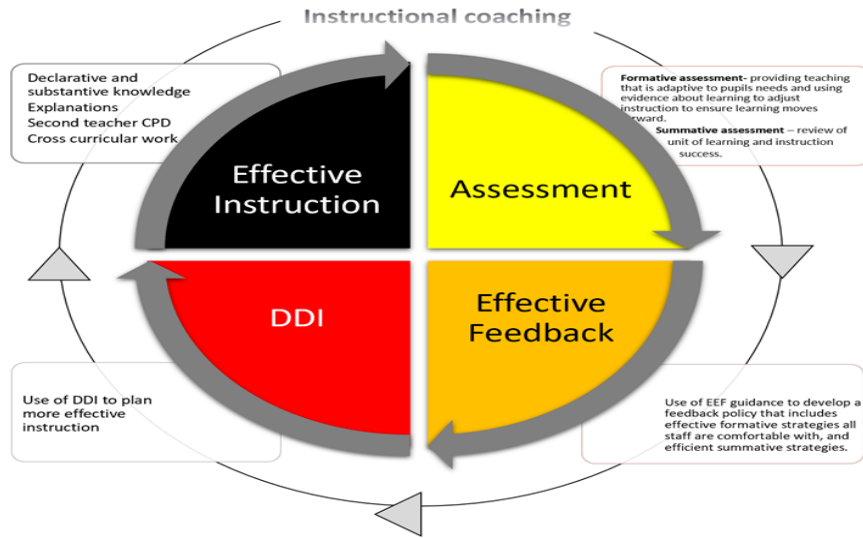 Instructional coaching
Declarative and
substantive knowledge
Explanations
Second teacher CPD
Cross curricular work
Formative assessment- providing teaching
that is adaptive to pupils needs and using
evidence about learning to adjust
instruction to ensure learning moves
orward.
Summative assessment – review of
unit of learning and instruction
success.
Effective
Instruction
Assessment
DDI
Effective
Feedback
Use of DDI to plan
more effective
instruction
Use of EEF guidance to develop a
feedback policy that includes
effective formative strategies all
staff are comfortable with, and
efficient summative strategies.